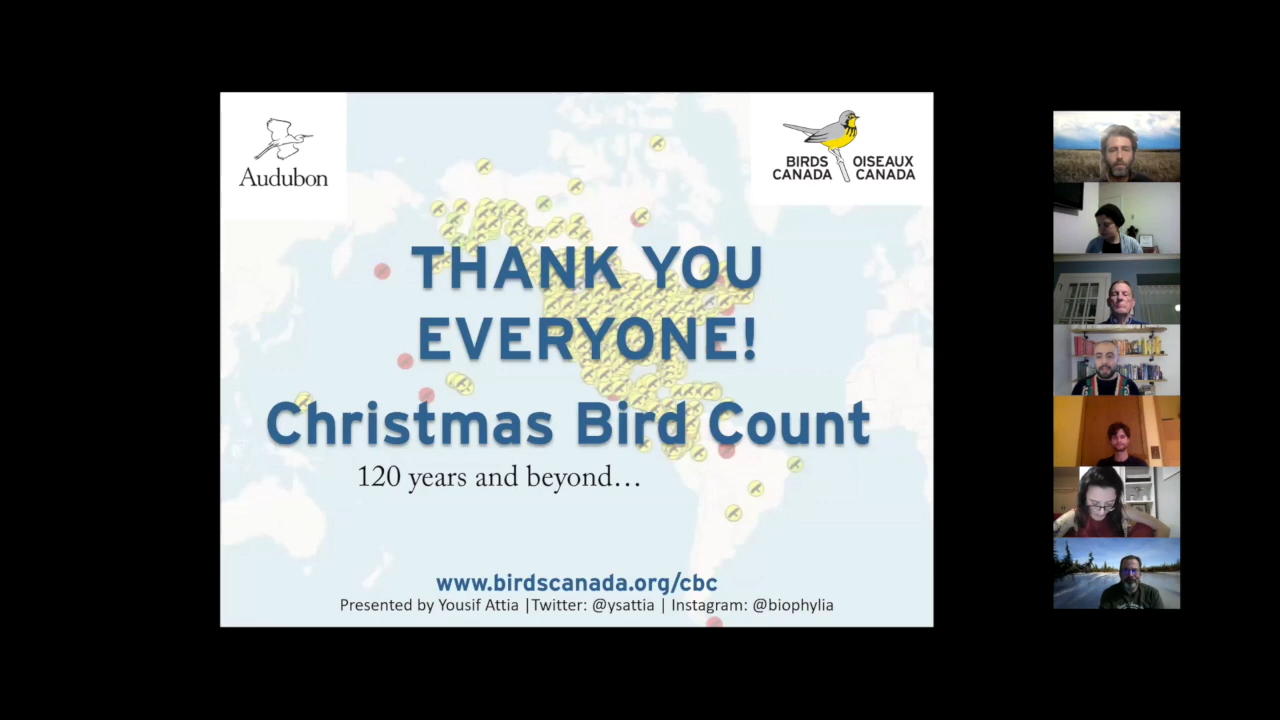 Audubon
BIRDS CANADA
OISEAUX CANADA
THANK YOU
EVERYONE!
Christmas Bird Count
120 years and beyond…
www.birdscanada.org/cbc
Presented by Yousif Attia |Twitter: @ysattia | Instagram: @biophylia